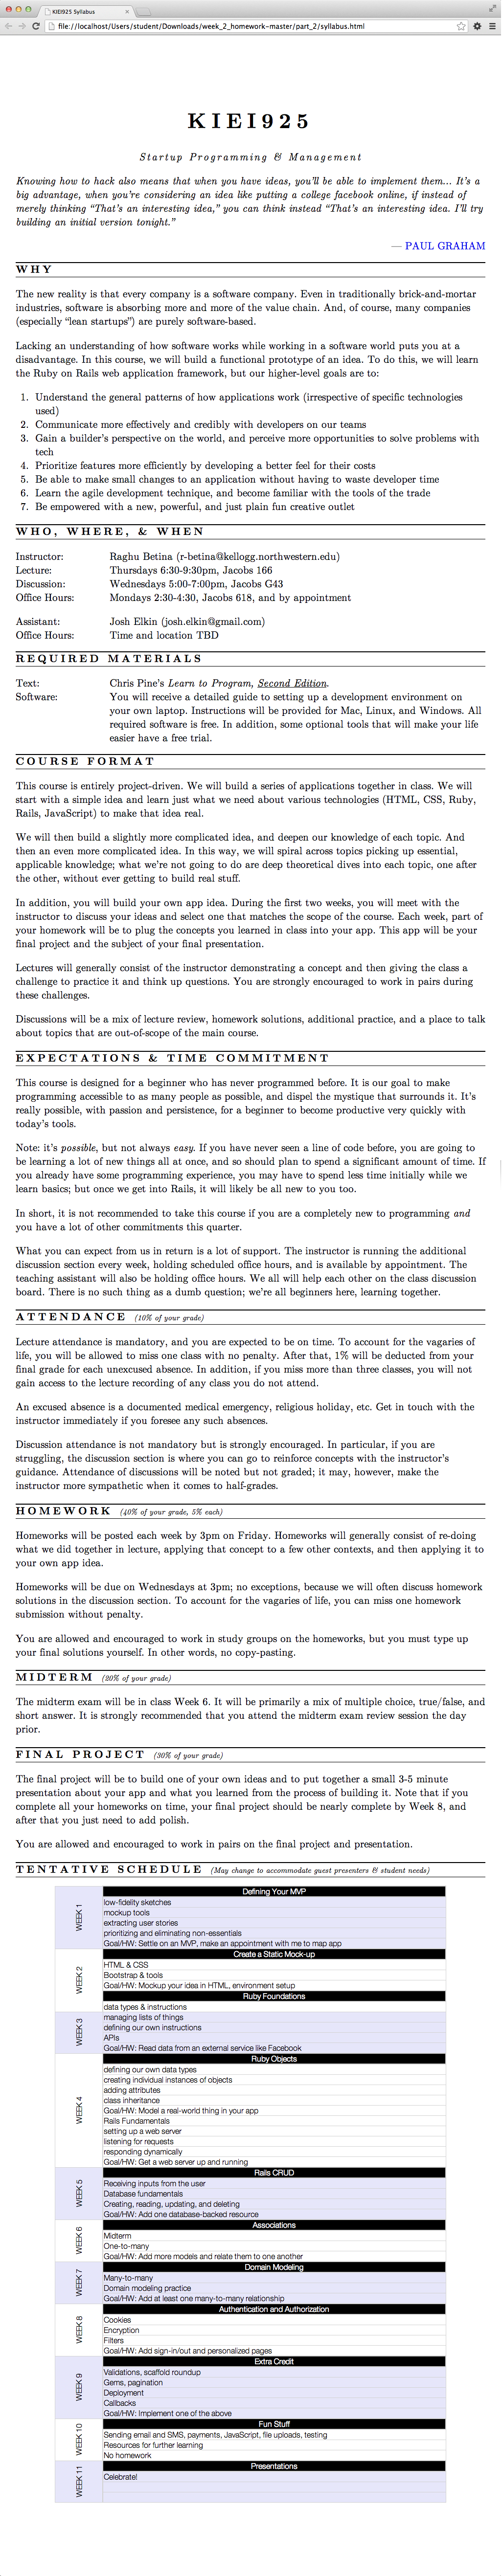 KIEI925 Syllabus
file://localhost/Users/student/Downloads/week_2_homework-master/part_2/syllabus.html
KIEI925
Startup Programming & Management
Knowing how to hack also means that when you have ideas, you'll be able to implement them... It's a
big advantage, when you're considering an idea like putting a college facebook online, if instead of
merely thinking “That's an interesting idea,” you can think instead “That's an interesting idea. I'll try
building an initial version tonight.”
— PAUL GRAHAM
WHY
The new reality is that every company is a software company. Even in traditionally brick-and-mortar
industries, software is absorbing more and more of the value chain. And, of course, many companies
(especially “lean startups”) are purely software-based.
Lacking an understanding of how software works while working in a software world puts you at a
disadvantage. In this course, we will build a functional prototype of an idea. To do this, we will learn
the Ruby on Rails web application framework, but our higher-level goals are to:
1. Understand the general patterns of how applications work (irrespective of specific technologies
used)
2. Communicate more effectively and credibly with developers on our teams
3. Gain a builder's perspective on the world, and perceive more opportunities to solve problems with
tech
4. Prioritize features more efficiently by developing a better feel for their costs
5. Be able to make small changes to an application without having to waste developer time
6. Learn the agile development technique, and become familiar with the tools of the trade
7. Be empowered with a new, powerful, and just plain fun creative outlet
WHO, WHERE, & WHEN
Instructor: Raghu Betina (r-betina@kellogg.northwestern.edu)
Lecture: Thursdays 6:30-9:30pm, Jacobs 166
Discussion: Wednesdays 5:00-7:00pm, Jacobs G43
Office Hours: Mondays 2:30-4:30, Jacobs 618, and by appointment
Assistant: Josh Elkin (josh.elkin@gmail.com)
Office Hours: Time and location TBD
REQUIRED MATERIALS
Text: Chris Pine's Learn to Program, Second Edition.
Software: You will receive a detailed guide to setting up a development environment on
your own laptop. Instructions will be provided for Mac, Linux, and Windows. All
required software is free. In addition, some optional tools that will make your life
easier have a free trial.
COURSE FORMAT
This course is entirely project-driven. We will build a series of applications together in class. We will
start with a simple idea and learn just what we need about various technologies (HTML, CSS, Ruby,
Rails, JavaScript) to make that idea real.
We will then build a slightly more complicated idea, and deepen our knowledge of each topic. And
then an even more complicated idea. In this way, we will spiral across topics picking up essential,
applicable knowledge; what we're not going to do are deep theoretical dives into each topic, one after
the other, without ever getting to build real stuff.
In addition, you will build your own app idea. During the first two weeks, you will meet with the
instructor to discuss your ideas and select one that matches the scope of the course. Each week, part of
your homework will be to plug the concepts you learned in class into your app. This app will be your
final project and the subject of your final presentation.
Lectures will generally consist of the instructor demonstrating a concept and then giving the class a
challenge to practice it and think up questions. You are strongly encouraged to work in pairs during
these challenges.
Discussions will be a mix of lecture review, homework solutions, additional practice, and a place to talk
about topics that are out-of-scope of the main course.
EXPECTATIONS & TIME COMMITMENT
This course is designed for a beginner who has never programmed before. It is our goal to make
programming accessible to as many people as possible, and dispel the mystique that surrounds it. It's
really possible, with passion and persistence, for a beginner to become productive very quickly with
today's tools.
Note: it's possible, but not always easy. If you have never seen a line of code before, you are going to
be learning a lot of new things all at once, and so should plan to spend a significant amount of time. If
you already have some programming experience, you may have to spend less time initially while we
learn basics; but once we get into Rails, it will likely be all new to you too.
In short, it is not recommended to take this course if you are a completely new to programming and
you have a lot of other commitments this quarter.
What you can expect from us in return is a lot of support. The instructor is running the additional
discussion section every week, holding scheduled office hours, and is available by appointment. The
teaching assistant will also be holding office hours. We all will help each other on the class discussion
board. There is no such thing as a dumb question; we're all beginners here, learning together.
ATTENDANCE (10% of your grade)
Lecture attendance is mandatory, and you are expected to be on time. To account for the vagaries of
life, you will be allowed to miss one class with no penalty. After that, 1% will be deducted from your
final grade for each unexcused absence. In addition, if you miss more than three classes, you will not
gain access to the lecture recording of any class you do not attend.
An excused absence is a documented medical emergency, religious holiday, etc. Get in touch with the
instructor immediately if you foresee any such absences.
Discussion attendance is not mandatory but is strongly encouraged. In particular, if you are
struggling, the discussion section is where you can go to reinforce concepts with the instructor's
guidance. Attendance of discussions will be noted but not graded; it may, however, make the
instructor more sympathetic when it comes to half-grades.
HOMEWORK (40% of your grade, 5% each)
Homeworks will be posted each week by 3pm on Friday. Homeworks will generally consist of re-doing
what we did together in lecture, applying that concept to a few other contexts, and then applying it to
your own app idea.
Homeworks will be due on Wednesdays at 3pm; no exceptions, because we will often discuss homework
solutions in the discussion section. To account for the vagaries of life, you can miss one homework
submission without penalty.
You are allowed and encouraged to work in study groups on the homeworks, but you must type up
your final solutions yourself. In other words, no copy-pasting.
MIDTERM (20% of your grade)
The midterm exam will be in class Week 6. It will be primarily a mix of multiple choice, true/false, and
short answer. It is strongly recommended that you attend the midterm exam review session the day
prior.
FINAL PROJECT (30% of your grade)
The final project will be to build one of your own ideas and to put together a small 3-5 minute
presentation about your app and what you learned from the process of building it. Note that if you
complete all your homeworks on time, your final project should be nearly complete by Week 8, and
after that you just need to add polish.
You are allowed and encouraged to work in pairs on the final project and presentation.
TENTATIVE SCHEDULE (May change to accommodate guest presenters & student needs)
WEEK 1
Defining Your MVP
low-fidelity sketches
mockup tools
extracting user stories
prioritizing and eliminating non-essentials
Goal/HW: Settle on an MVP, make an appointment with me to map app
WEEK 2
Create a Static Mock-up
HTML & CSS
Bootstrap & tools
Goal/HW: Mockup your idea in HTML, environment setup
Ruby Foundations
data types & instructions
WEEK 3
managing lists of things
defining our own instructions
APIs
Goal/HW: Read data from an external service like Facebook
WEEK 4
Ruby Objects
defining our own data types
creating individual instances of objects
adding attributes
class inheritance
Goal/HW: Model a real-world thing in your app
Rails Fundamentals
setting up a web server
listening for requests
responding dynamically
Goal/HW: Get a web server up and running
WEEK 5
Rails CRUD
Receiving inputs from the user
Database fundamentals
Creating, reading, updating, and deleting
Goal/HW: Add one database-backed resource
WEEK 6
Associations
Midterm
One-to-many
Goal/HW: Add more models and relate them to one another
WEEK 7
Domain Modeling
Many-to-many
Domain modeling practice
Goal/HW: Add at least one many-to-many relationship
WEEK 8
Authentication and Authorization
Cookies
Encryption
Filters
Goal/HW: Add sign-in/out and personalized pages
WEEK 9
Extra Credit
Validations, scaffold roundup
Gems, pagination
Deployment
Callbacks
Goal/HW: Implement one of the above
WEEK 10
Fun Stuff
Sending email and SMS, payments, JavaScript, file uploads, testing
Resources for further learning
No homework
WEEK 11
Presentations
Celebrate!